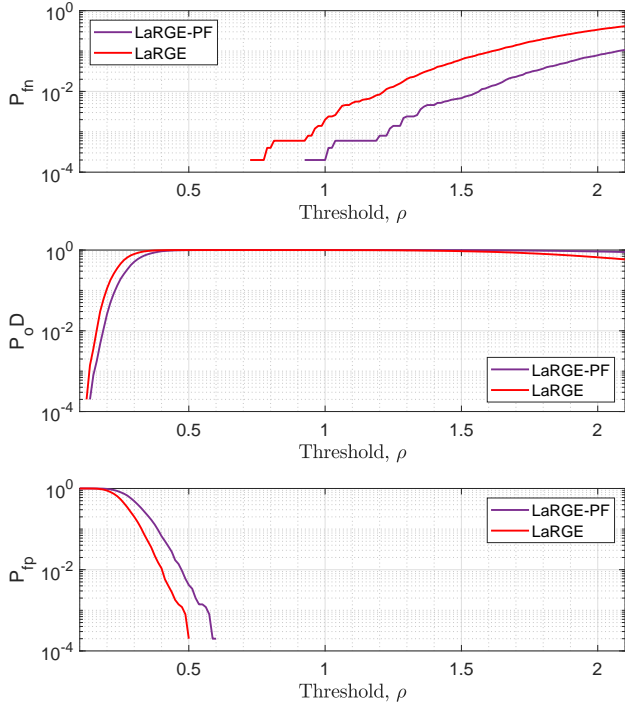 10^0
LaRGE-PF
LaRGE
10^-2
P_fn
10^-4
0.5 1 1.5 2
Threshold, ρ
10^0
P_oD
10^-2
LaRGE-PF
LaRGE
10^-4
0.5 1 1.5 2
Threshold, ρ
10^0
LaRGE-PF
LaRGE
P_fp
10^-2
10^-4
0.5 1 1.5 2
Threshold, ρ